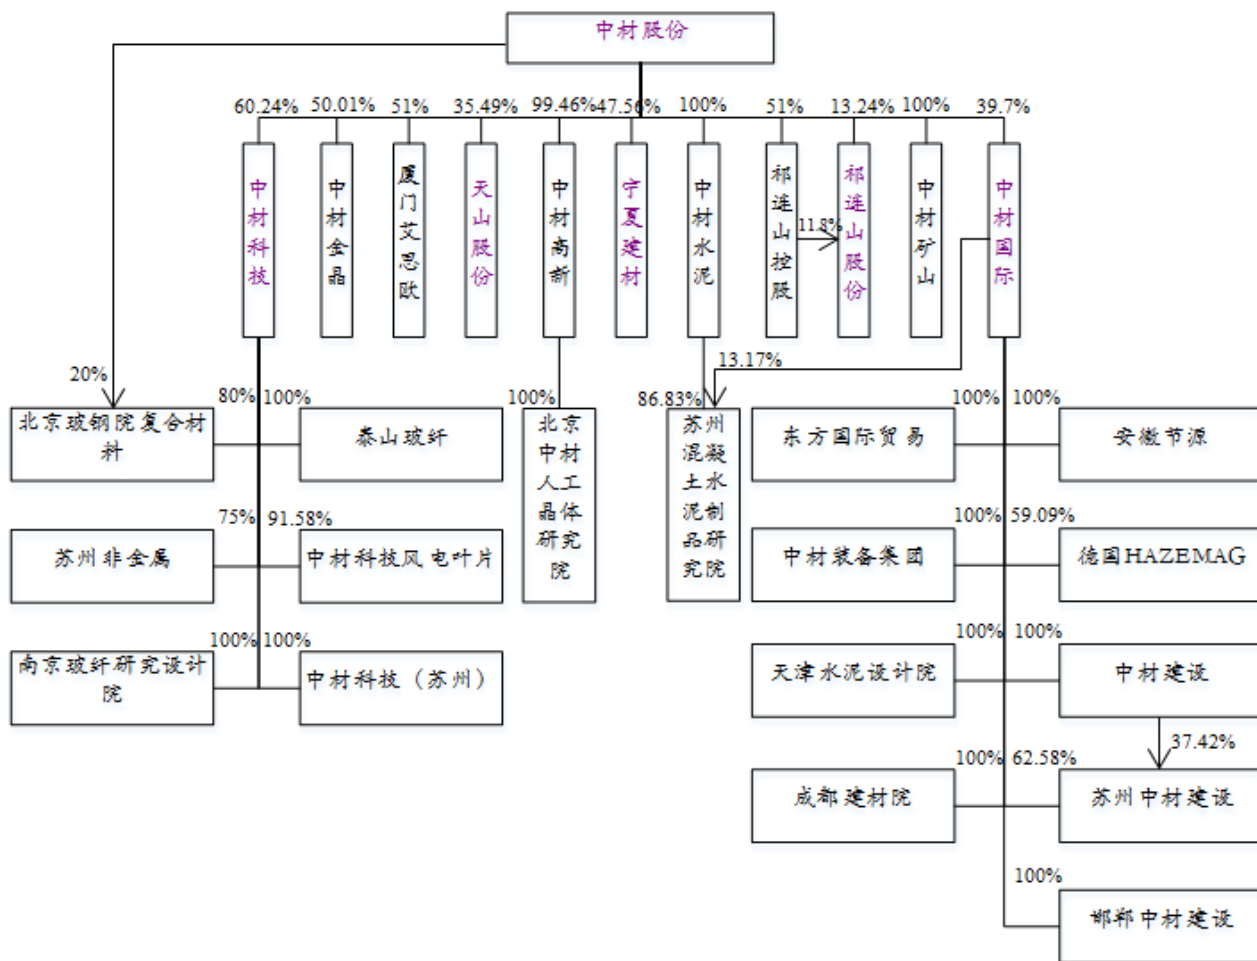 中材股份
60.24%
50.01%
51%
35.49%
99.46%
47.56%
100%
51%
13.24%
100%
39.7%
中材科技
中材金晶
厦门艾思欧
天山股份
中材高新
宁夏建材
中材水泥
祁连山控股
11.8%
祁连山股份
中材矿山
中材国际
20%
80%
100%
100%
86.83%
13.17%
100%
100%
北京玻钢院复合材
料
泰山玻纤
北京
中材
人工
晶体
研究
院
苏州
混凝
土水
泥制
品研
究院
东方国际贸易
安徽节源
75%
91.58%
100%
59.09%
苏州非金属
中材科技风电叶片
中材装备集团
德国HAZEMAG
100%
100%
100%
100%
南京玻纤研究设计
院
中材科技（苏州）
天津水泥设计院
中材建设
37.42%
100%
62.58%
成都建材院
苏州中材建设
100%
邯郸中材建设